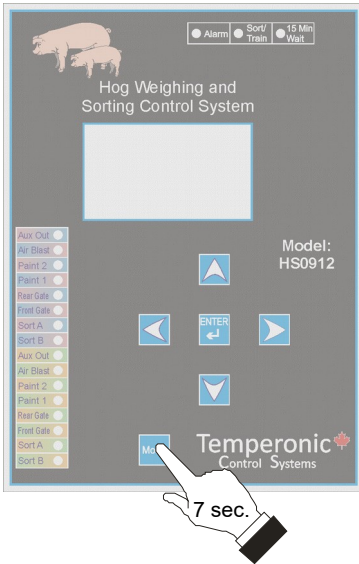 Alarm
Sort/
Train
15 Min
Wait
Hog Weighing and
Sorting Control System
Aux Out
Air Blast
Paint 2
Paint 1
Rear Gate
Front Gate
Sort A
Sort B
Aux Out
Air Blast
Paint 2
Paint 1
Rear Gate
Front Gate
Sort A
Sort B
Model:
HS0912
ENTER
Temperonic
Control Systems
7 sec.